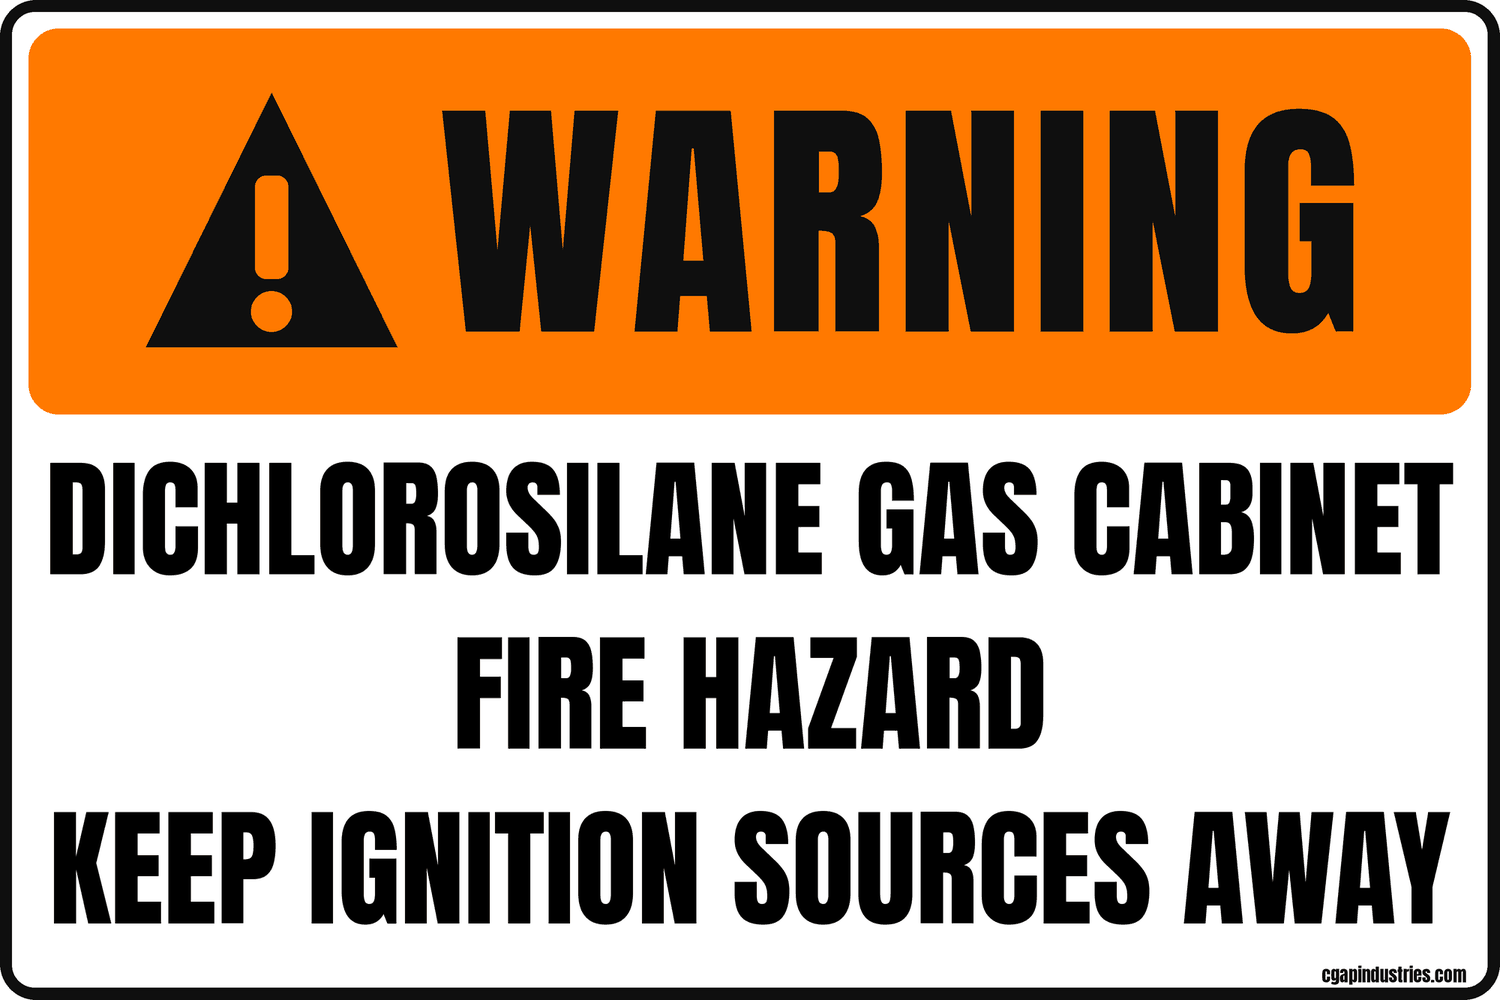 WARNING
DICHLOROSILANE GAS CABINET
FIRE HAZARD
KEEP IGNITION SOURCES AWAY
cgapindustries.com